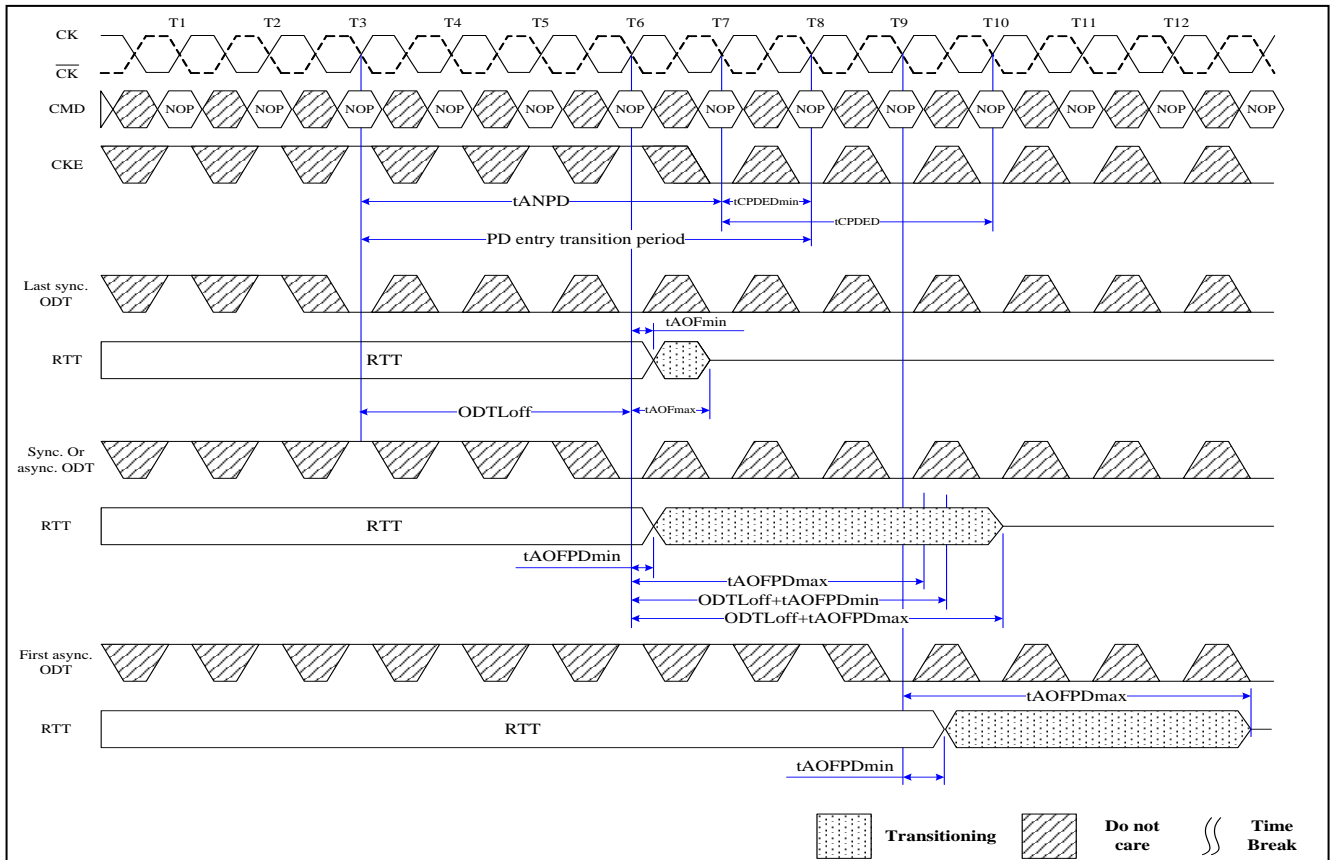 T1 T2 T3 T4 T5 T6 T7 T8 T9 T10 T11 T12
CK
CK
CMD NOP NOP NOP NOP NOP NOP NOP NOP NOP NOP NOP NOP NOP
CKE
tANPD tCPDEDmin
tCPDED
PD entry transition period
Last sync.
ODT
tAOFmin
RTT RTT
ODTLoff tAOFmax
Sync. Or
async. ODT
RTT RTT
tAOFPDmin
tAOFPDmax
ODTLoff+tAOFPDmin
ODTLoff+tAOFPDmax
First async.
ODT
tAOFPDmax
RTT RTT
tAOFPDmin
Transitioning
Do not
care
Time
Break